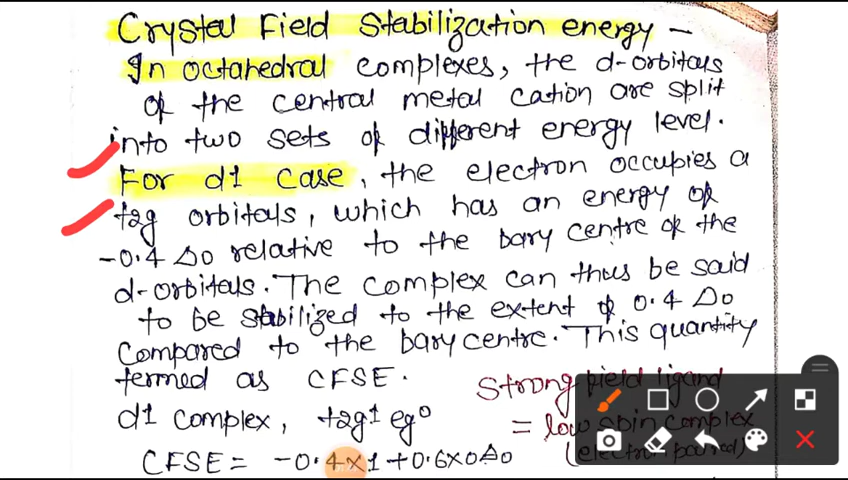 Crystal Field Stabilization energy -
In octahedral complexes, the d-orbitals
of the central metal cation are split
into two sets of different energy level.
For d1 case, the electron occupies a
t2g orbitals, which has an energy of
-0.4 Δo relative to the bary centre of the
d-orbitals. The complex can thus be said
to be stabilized to the extent of 0.4 Δo
compared to the barycentre. This quantity
termed as CFSE.
Strong field ligand
d1 complex, t2g¹ eg⁰
= low spin complex
CFSE = -0.4×1+0.6×0Δo
(electron paired)